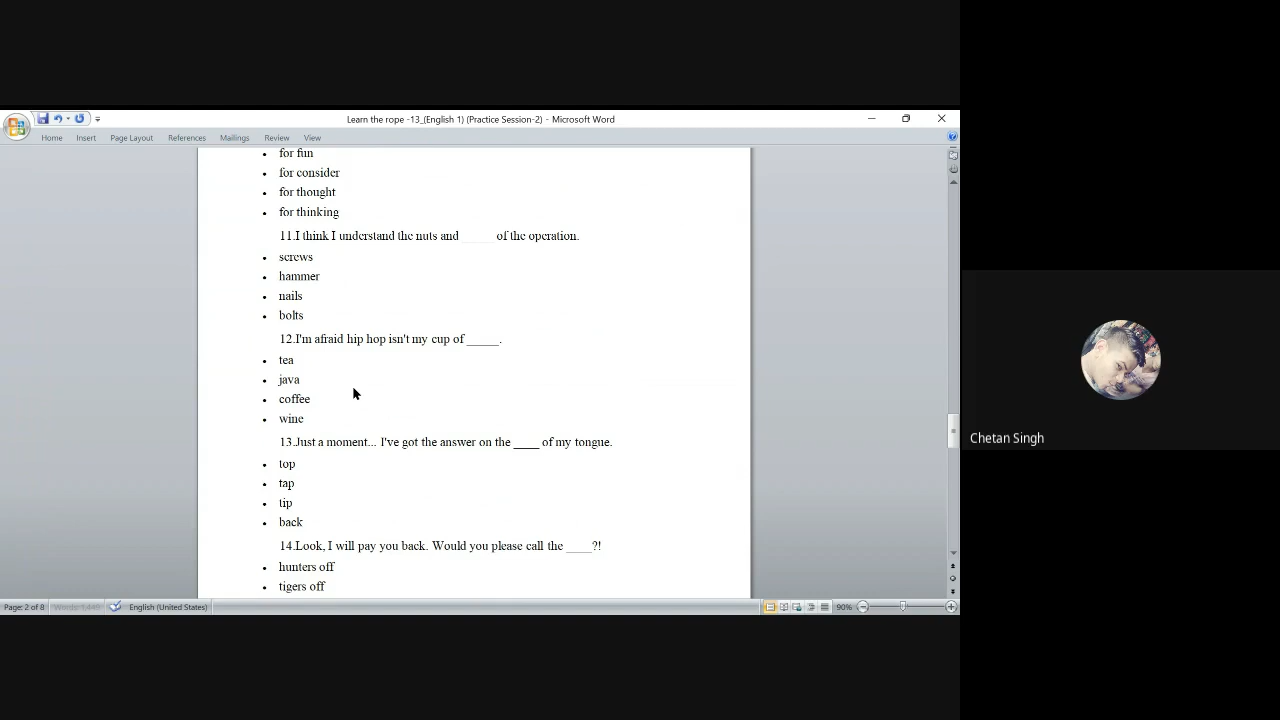 Learn the rope -13_(English 1) (Practice Session-2) - Microsoft Word
Home Insert Page Layout References Mailings Review View
• for fun
• for consider
• for thought
• for thinking
11.I think I understand the nuts and _____ of the operation.
• screws
• hammer
• nails
• bolts
12.I'm afraid hip hop isn't my cup of _____.
• tea
• java
• coffee
• wine
13.Just a moment... I've got the answer on the ____ of my tongue.
• top
• tap
• tip
• back
14.Look, I will pay you back. Would you please call the ____?!
• hunters off
• tigers off
Page: 2 of 8 Words: 1,449 English (United States) 90%
Chetan Singh